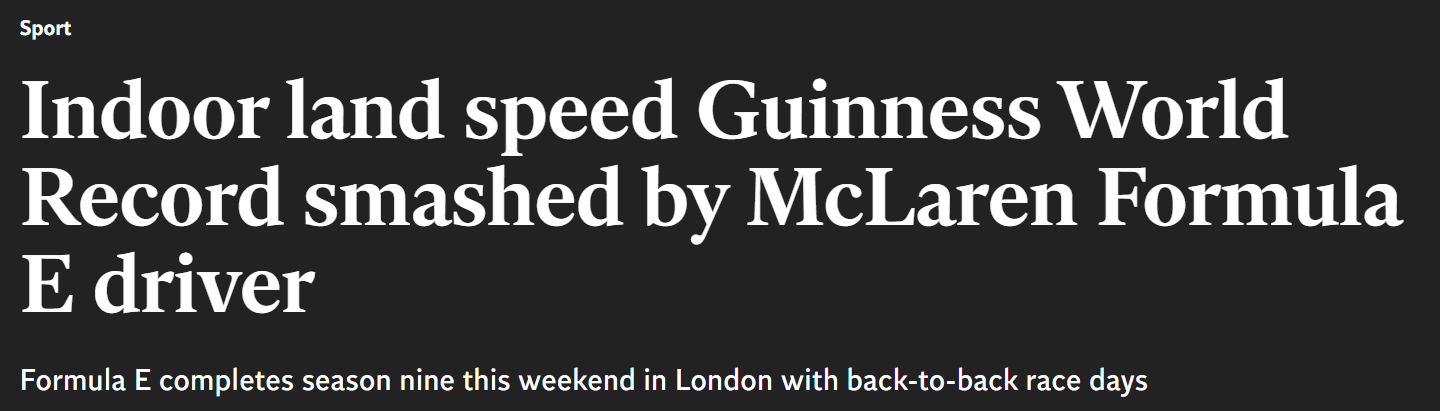 Sport
Indoor land speed Guinness World
Record smashed by McLaren Formula
E driver
Formula E completes season nine this weekend in London with back-to-back race days